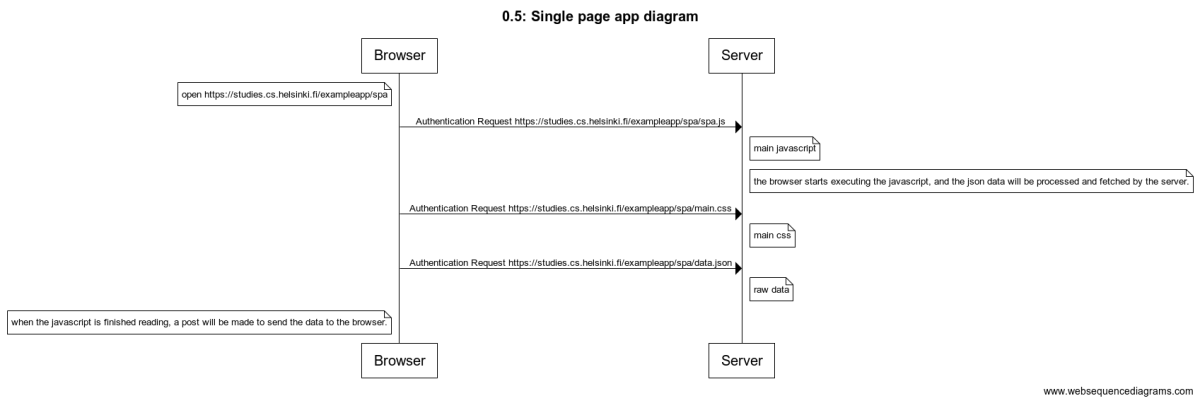 0.5: Single page app diagram
Browser
Server
open https://studies.cs.helsinki.fi/exampleapp/spa
Authentication Request https://studies.cs.helsinki.fi/exampleapp/spa/spa.js
main javascript
the browser starts executing the javascript, and the json data will be processed and fetched by the server.
Authentication Request https://studies.cs.helsinki.fi/exampleapp/spa/main.css
main css
Authentication Request https://studies.cs.helsinki.fi/exampleapp/spa/data.json
raw data
when the javascript is finished reading, a post will be made to send the data to the browser.
Browser
Server
www.websequencediagrams.com